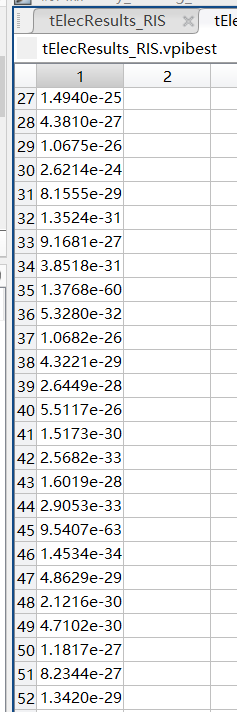 tElecResults_RIS
tElecResults_RIS.vpibest
1 2
27 1.4940e-25
28 4.3810e-27
29 1.0675e-26
30 2.6214e-24
31 8.1555e-29
32 1.3524e-31
33 9.1681e-27
34 3.8518e-31
35 1.3768e-60
36 5.3280e-32
37 1.0682e-26
38 4.3221e-29
39 2.6449e-28
40 5.5117e-26
41 1.5173e-30
42 2.5682e-33
43 1.6019e-28
44 2.9053e-33
45 9.5407e-63
46 1.4534e-34
47 4.8629e-29
48 2.1216e-30
49 4.7102e-30
50 1.1817e-27
51 8.2344e-27
52 1.3420e-29